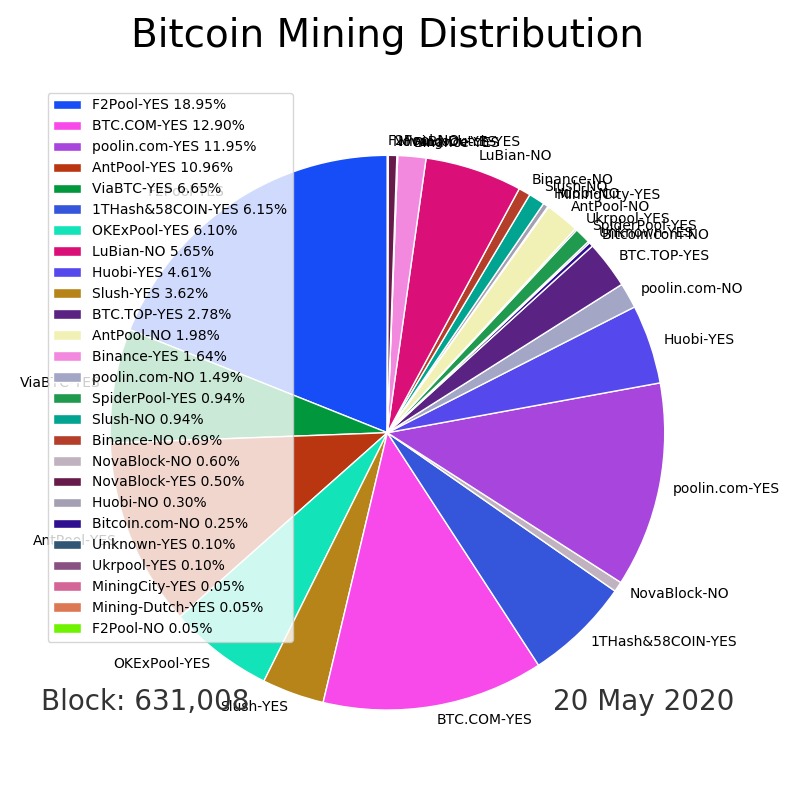 Bitcoin Mining Distribution
F2Pool-YES 18.95%
BTC.COM-YES 12.90%
poolin.com-YES 11.95%
AntPool-YES 10.96%
ViaBTC-YES 6.65%
1THash&58COIN-YES 6.15%
OKExPool-YES 6.10%
LuBian-NO 5.65%
Huobi-YES 4.61%
Slush-YES 3.62%
BTC.TOP-YES 2.78%
AntPool-NO 1.98%
Binance-YES 1.64%
poolin.com-NO 1.49%
SpiderPool-YES 0.94%
Slush-NO 0.94%
Binance-NO 0.69%
NovaBlock-NO 0.60%
NovaBlock-YES 0.50%
Huobi-NO 0.30%
Bitcoin.com-NO 0.25%
Unknown-YES 0.10%
Ukrpool-YES 0.10%
MiningCity-YES 0.05%
Mining-Dutch-YES 0.05%
F2Pool-NO 0.05%
LuBian-NO
Binance-NO
Slush-NO
MiningCity-YES
AntPool-NO
Ukrpool-YES
SpiderPool-YES
Bitcoin.com-NO
BTC.TOP-YES
poolin.com-NO
Huobi-YES
poolin.com-YES
NovaBlock-NO
1THash&58COIN-YES
BTC.COM-YES
Slush-YES
OKExPool-YES
AntPool-YES
ViaBTC-YES
Block: 631,008
20 May 2020